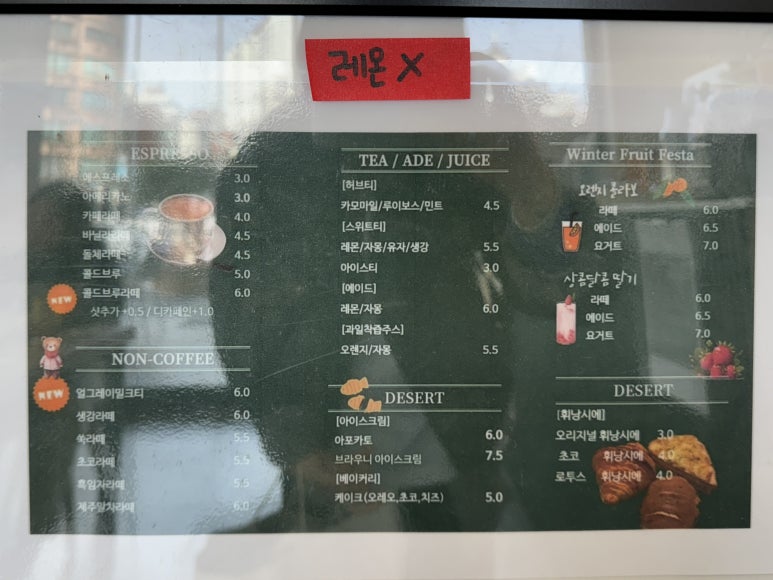 레몬 X
ESPRESSO
에스프레소 3.0
아메리카노 3.0
카페라떼 4.0
바닐라라떼 4.5
돌체라떼 4.5
콜드브루 5.0
NEW 콜드브루라떼 6.0
샷추가 +0.5 / 디카페인+1.0
NON-COFFEE
NEW 얼그레이밀크티 6.0
생강라떼 6.0
쑥라떼 5.5
초코라떼 5.5
흑임자라떼 5.5
제주말차라떼 6.0
TEA / ADE / JUICE
[허브티]
카모마일/루이보스/민트 4.5
[스위트티]
레몬/자몽/유자/생강 5.5
아이스티 3.0
[에이드]
레몬/자몽 6.0
[과일착즙주스]
오렌지/자몽 5.5
DESERT
[아이스크림]
아포카토 6.0
브라우니 아이스크림 7.5
[베이커리]
케이크(오레오,초코,치즈) 5.0
Winter Fruit Festa
오렌지 콜라보
라떼 6.0
에이드 6.5
요거트 7.0
상콤달콤 딸기
라떼 6.0
에이드 6.5
요거트 7.0
DESERT
[휘낭시에]
오리지널 휘낭시에 3.0
초코 휘낭시에 4.0
로투스 휘낭시에 4.0